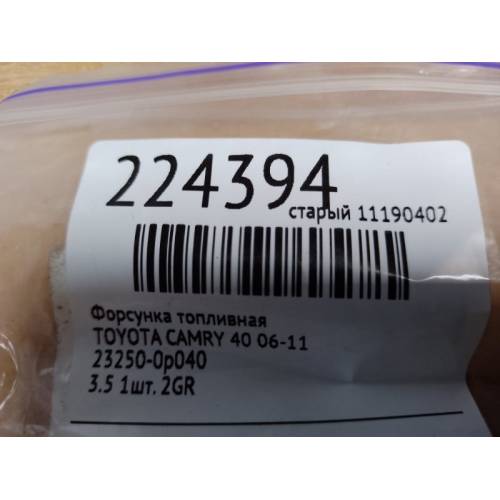 224394
старый 11190402
Форсунка топливная
TOYOTA CAMRY 40 06-11
23250-0p040
3.5 1шт. 2GR